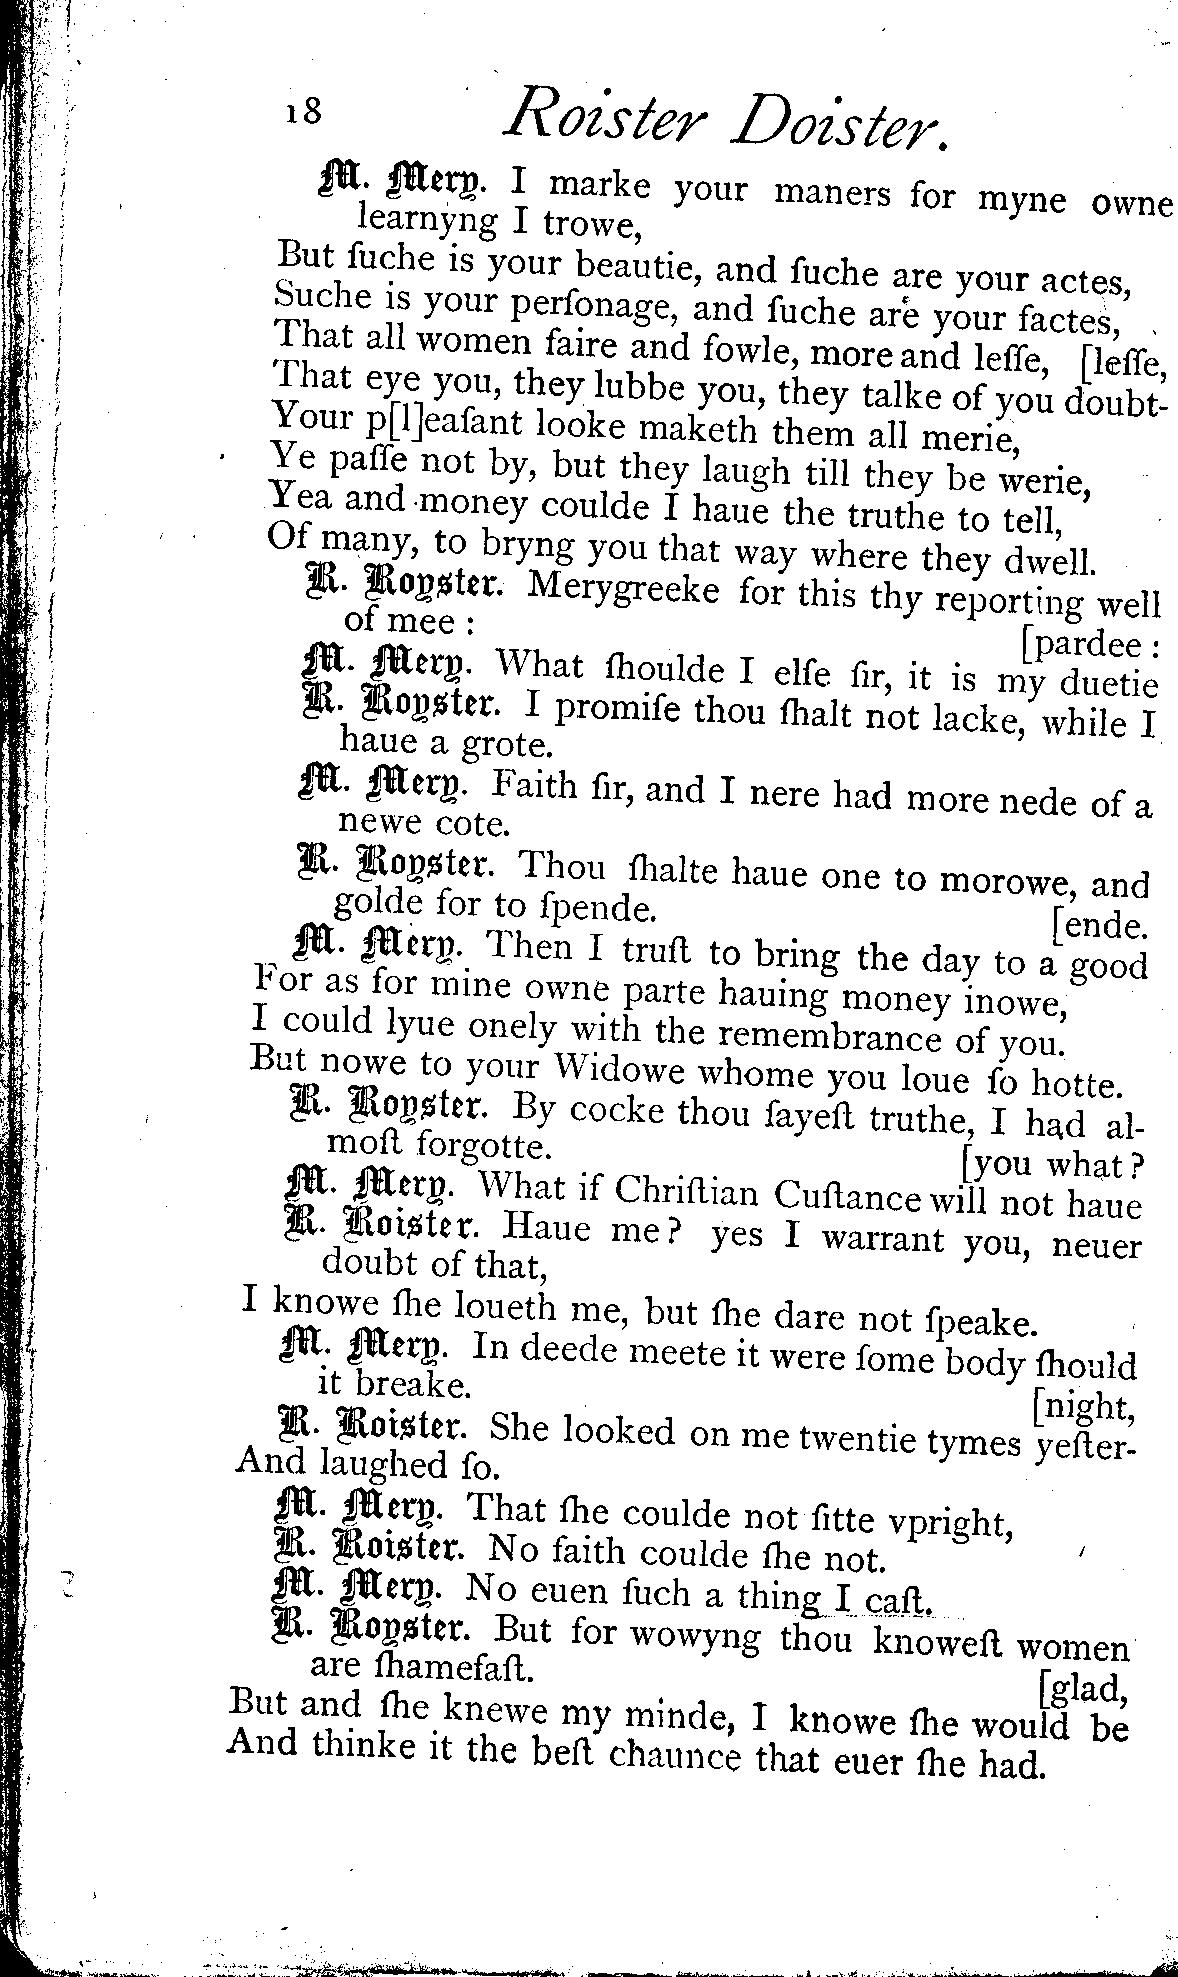 18 Roister Doister.
M. Mery. I marke your maners for myne owne
learnyng I trowe,
But ſuche is your beautie, and ſuche are your actes,
Suche is your perſonage, and ſuche are your factes,
That all women faire and fowle, more and leſſe, [leſſe,
That eye you, they lubbe you, they talke of you doubt-
Your p[l]eaſant looke maketh them all merie,
Ye paſſe not by, but they laugh till they be werie,
Yea and money coulde I haue the truthe to tell,
Of many, to bryng you that way where they dwell.
R. Royster. Merygreeke for this thy reporting well
of mee : [pardee :
M. Mery. What ſhoulde I elſe ſir, it is my duetie
R. Royster. I promiſe thou ſhalt not lacke, while I
haue a grote.
M. Mery. Faith ſir, and I nere had more nede of a
newe cote.
R. Royster. Thou ſhalte haue one to morowe, and
golde for to ſpende. [ende.
M. Mery. Then I truſt to bring the day to a good
For as for mine owne parte hauing money inowe,
I could lyue onely with the remembrance of you.
But nowe to your Widowe whome you loue ſo hotte.
R. Royster. By cocke thou ſayeſt truthe, I had al-
moſt forgotte. [you what?
M. Mery. What if Chriſtian Cuſtance will not haue
R. Roister. Haue me? yes I warrant you, neuer
doubt of that,
I knowe ſhe loueth me, but ſhe dare not ſpeake.
M. Mery. In deede meete it were ſome body ſhould
it breake. [night,
R. Roister. She looked on me twentie tymes yeſter-
And laughed ſo.
M. Mery. That ſhe coulde not ſitte vpright,
R. Roister. No faith coulde ſhe not.
M. Mery. No euen ſuch a thing I caſt.
R. Royster. But for wowyng thou knoweſt women
are ſhamefaſt. [glad,
But and ſhe knewe my minde, I knowe ſhe would be
And thinke it the beſt chaunce that euer ſhe had.